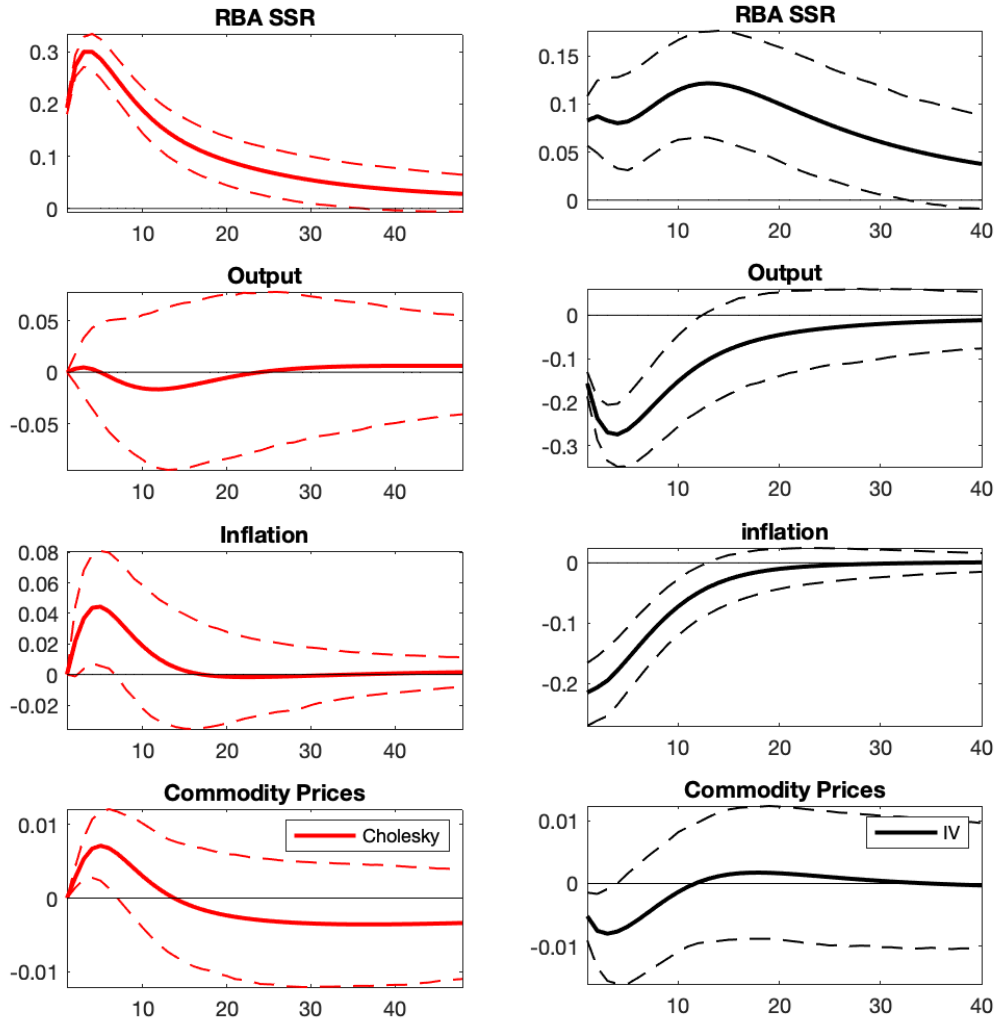 RBA SSR
0.3
0.2
0.1
0
10 20 30 40
RBA SSR
0.15
0.1
0.05
0
10 20 30 40
Output
0.05
0
-0.05
10 20 30 40
Output
0
-0.1
-0.2
-0.3
10 20 30 40
Inflation
0.08
0.06
0.04
0.02
0
-0.02
10 20 30 40
inflation
0
-0.1
-0.2
10 20 30 40
Commodity Prices
Cholesky
0.01
0
-0.01
10 20 30 40
Commodity Prices
IV
0.01
0
-0.01
10 20 30 40